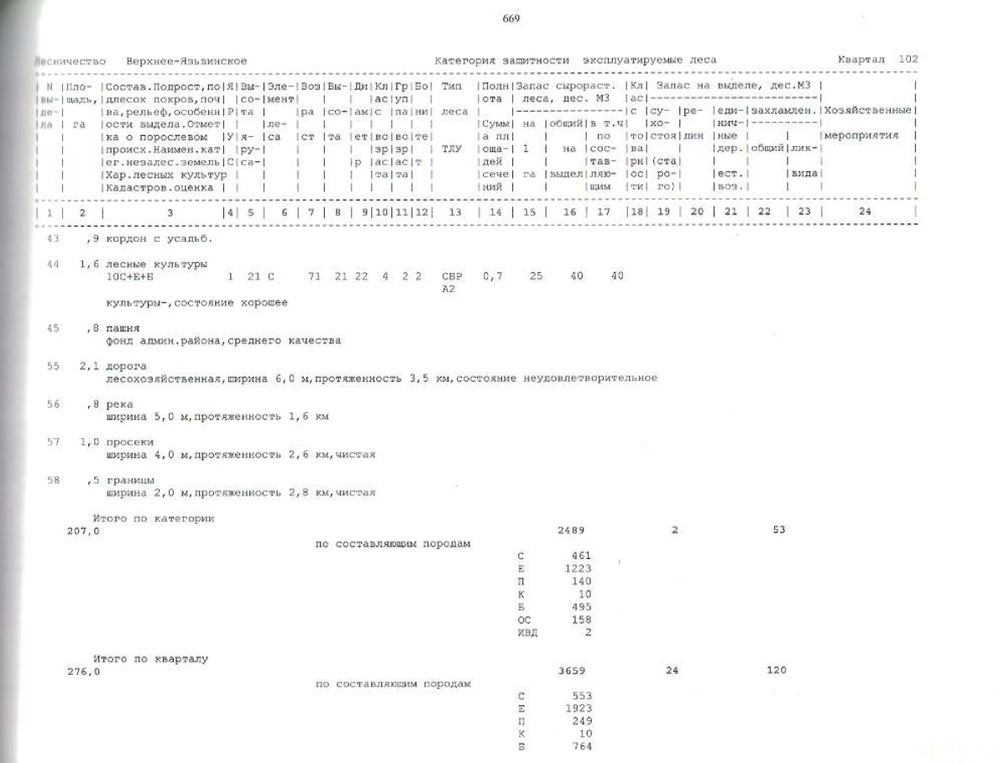 669
Лесничество Верхнее-Язьвинское Категория защитности эксплуатируемые леса Квартал 102
| N |Пло- |Состав.Подрост,по|Я|Вы-|Эле-|Воз|Вы-|Ди|Кл|Гр|Бо| Тип |Полн|Запас сырораст. |Кл| Запас на выделе, дес.М3 | |
|вы-|щадь,|длесок покров,поч| |со-|мент| | | |ас|уп| | |ота | леса, дес. М3 |ас|-------------------------| |
|де-| |ва,рельеф,особенн|Р|та | |ра |со-|ам|с |па|ни| леса | |----------------|с |су-|ре- |еди-|захламлен.|Хозяйственные|
|ла | га |ости выдела.Отмет| | |ле- | | | | | | | |Сумм| на |общий|в т.ч| |хо- | |нич-|----------| |
| | |ка о порослевом |У|я- |са |ст |та |ет|во|во|те| |а пл| | | по |то|стоя|дин |ные | | |мероприятия |
| | |происх.Наимен.кат| |ру-| | | | |зр|зр| | ТЛУ |оща-| 1 | на |сос- |ва| | |дер.|общий|лик-| |
| | |ег.незалес.земель|С|са-| | | |р |ас|ас|т | |дей | | |тав- |рн|(ста| | | | | |
| | |Хар.лесных культур | | | | | | |та|та| | |сече| га |выдел|ляю- |ос| ро-| |ест.| |вида| |
| | |Кадастров.оценка | | | | | | | | | | | |ний | | |щим |ти| го)| |воз.| | | |
| 1 | 2 | 3 |4| 5 | 6 | 7 | 8 | 9|10|11|12| 13 | 14 | 15 | 16 | 17 |18| 19 | 20 | 21 | 22 | 23 | 24 |
43 ,9 кордон с усадьб.
44 1,6 лесные культуры
10С+Е+Б 1 21 С 71 21 22 4 2 2 СБР 0,7 25 40 40
А2
культуры-,состояние хорошее
45 ,8 пашня
фонд админ.района,среднего качества
55 2,1 дорога
лесохозяйственная,ширина 6,0 м,протяженность 3,5 км,состояние неудовлетворительное
56 ,8 река
ширина 5,0 м,протяженность 1,6 км
57 1,0 просеки
ширина 4,0 м,протяженность 2,6 км,чистая
58 ,5 границы
ширина 2,0 м,протяженность 2,8 км,чистая
Итого по категории
207,0 2489 2 53
по составляющим породам
С 461
Е 1223
П 140
К 10
Б 495
ОС 158
ИВД 2
Итого по кварталу
276,0 3659 24 120
по составляющим породам
С 553
Е 1923
П 249
К 10
Б 764